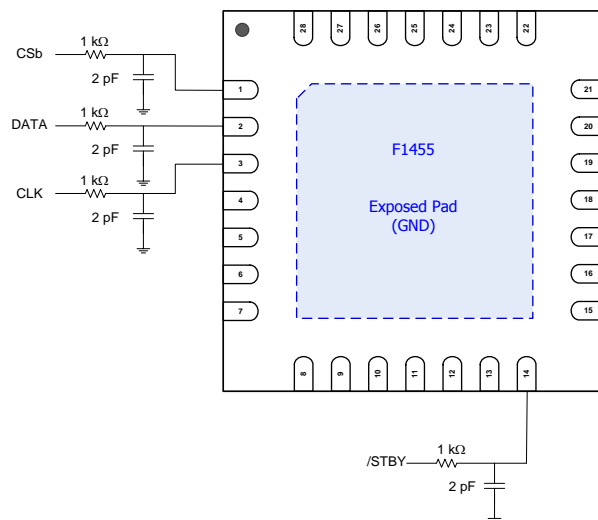 28 27 26 25 24 23 22
CSb 1 kΩ
2 pF
1
21
DATA 1 kΩ
2
20
2 pF
F1455
3
19
CLK 1 kΩ
2 pF
4
18
Exposed Pad
(GND)
5
17
6
16
7
15
8 9 10 11 12 13 14
/STBY 1 kΩ
2 pF